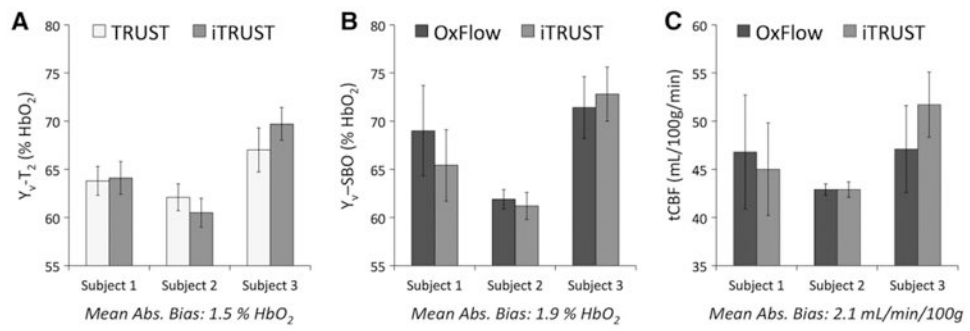 A
TRUST iTRUST
Yᵥ-T₂ (% HbO₂)
80
75
70
65
60
55
Subject 1 Subject 2 Subject 3
Mean Abs. Bias: 1.5 % HbO₂
B
OxFlow iTRUST
Yᵥ–SBO (% HbO₂)
80
75
70
65
60
55
Subject 1 Subject 2 Subject 3
Mean Abs. Bias: 1.9 % HbO₂
C
OxFlow iTRUST
tCBF (mL/100g/min)
65
60
55
50
45
40
35
Subject 1 Subject 2 Subject 3
Mean Abs. Bias: 2.1 mL/min/100g